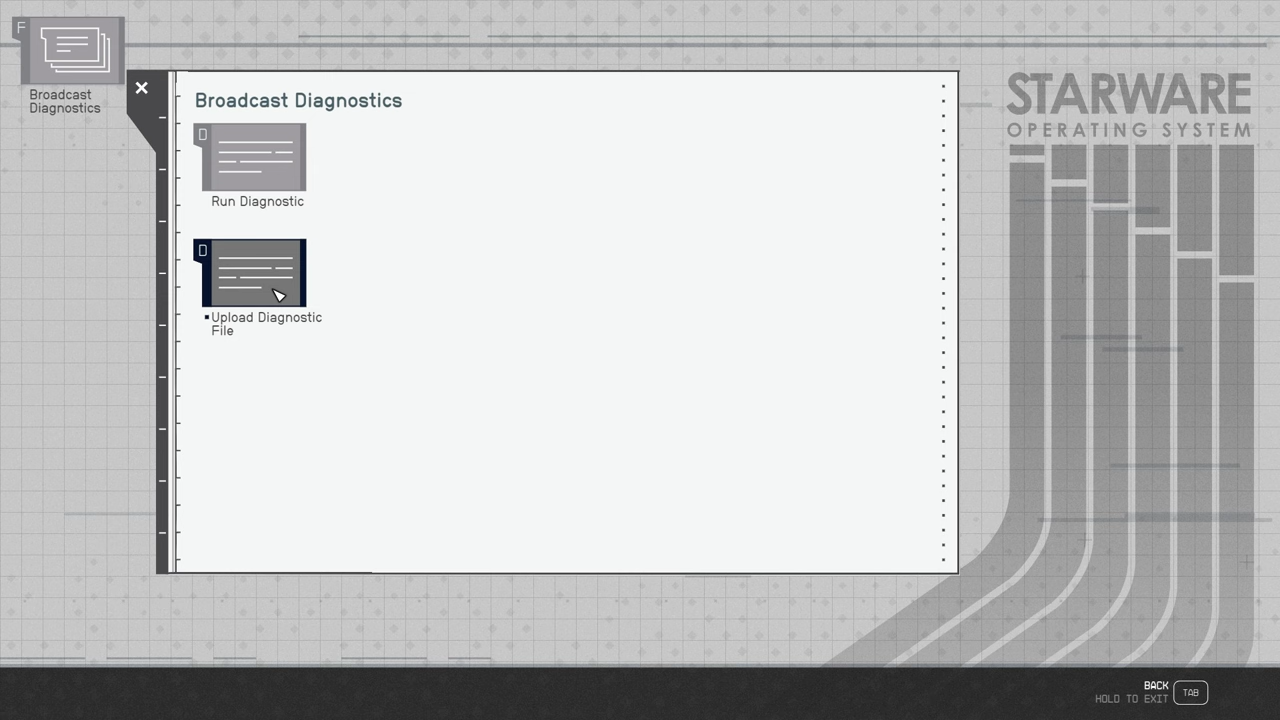 F
Broadcast
Diagnostics
Broadcast Diagnostics
D
Run Diagnostic
D
Upload Diagnostic
File
STARWARE
OPERATING SYSTEM
BACK
HOLD TO EXIT
TAB